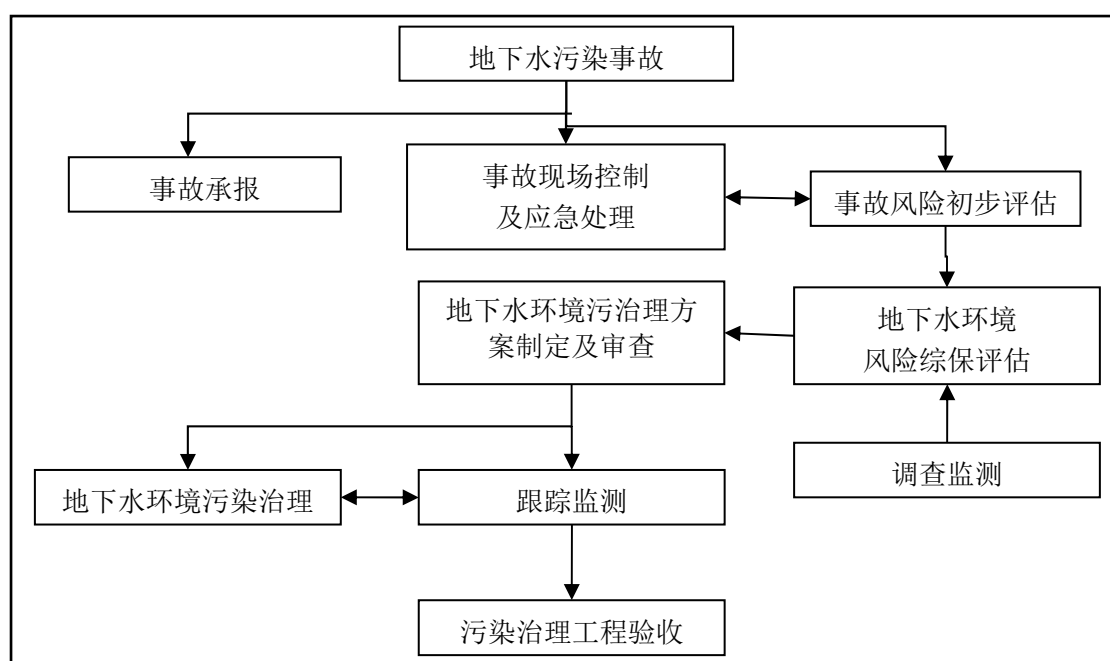 地下水污染事故
事故承报
事故现场控制
及应急处理
事故风险初步评估
地下水环境污治理方
案制定及审查
地下水环境
风险综保评估
调查监测
地下水环境污染治理
跟踪监测
污染治理工程验收